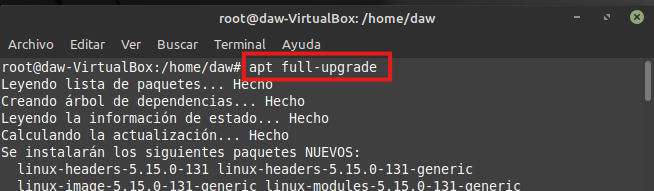 root@daw-VirtualBox: /home/daw
Archivo Editar Ver Buscar Terminal Ayuda
root@daw-VirtualBox:/home/daw# apt full-upgrade
Leyendo lista de paquetes... Hecho
Creando árbol de dependencias... Hecho
Leyendo la información de estado... Hecho
Calculando la actualización... Hecho
Se instalarán los siguientes paquetes NUEVOS:
linux-headers-5.15.0-131 linux-headers-5.15.0-131-generic
linux-image-5.15.0-131-generic linux-modules-5.15.0-131-generic